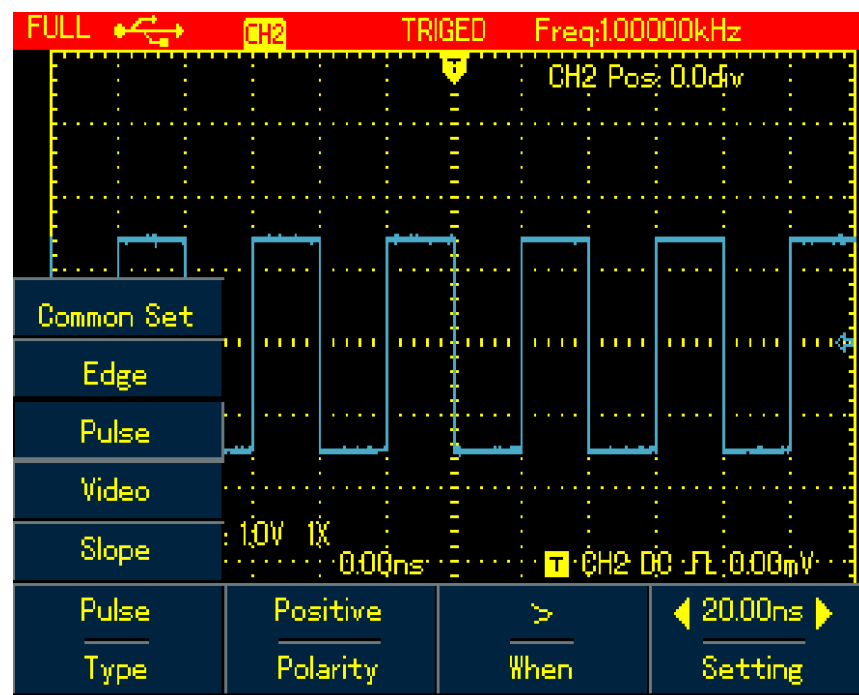 FULL CH2 TRIGED Freq:1.00000kHz
T
CH2 Pos: 0.0div
Common Set
Edge
Pulse
Video
Slope
: 1.0V 1X
0.00ns T CH2 DC 0.00mV
Pulse Positive > 20.00ns
Type Polarity When Setting